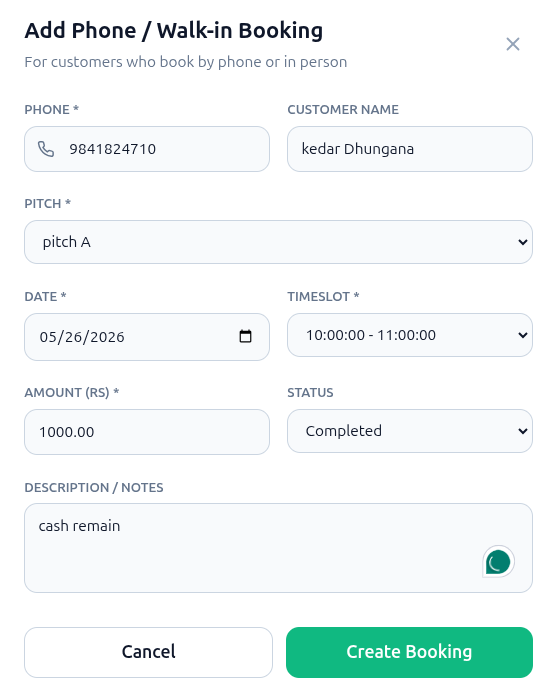 Add Phone / Walk-in Booking
For customers who book by phone or in person
PHONE *
CUSTOMER NAME
9841824710
kedar Dhungana
PITCH *
pitch A
DATE *
TIMESLOT *
05/26/2026
10:00:00 - 11:00:00
AMOUNT (RS) *
STATUS
1000.00
Completed
DESCRIPTION / NOTES
cash remain
Cancel
Create Booking